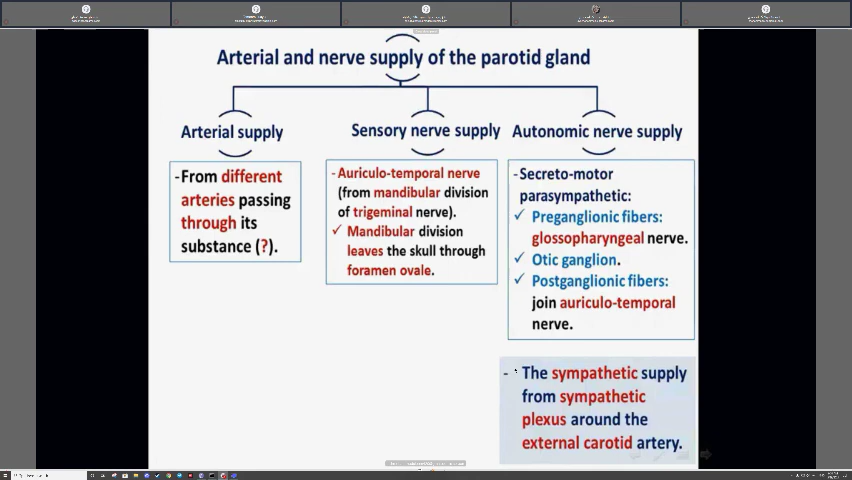 Arterial and nerve supply of the parotid gland
Arterial supply
Sensory nerve supply
Autonomic nerve supply
-From different
arteries passing
through its
substance (?).
- Auriculo-temporal nerve
(from mandibular division
of trigeminal nerve).
✓ Mandibular division
leaves the skull through
foramen ovale.
-Secreto-motor
parasympathetic:
✓ Preganglionic fibers:
glossopharyngeal nerve.
✓ Otic ganglion.
✓ Postganglionic fibers:
join auriculo-temporal
nerve.
- The sympathetic supply
from sympathetic
plexus around the
external carotid artery.